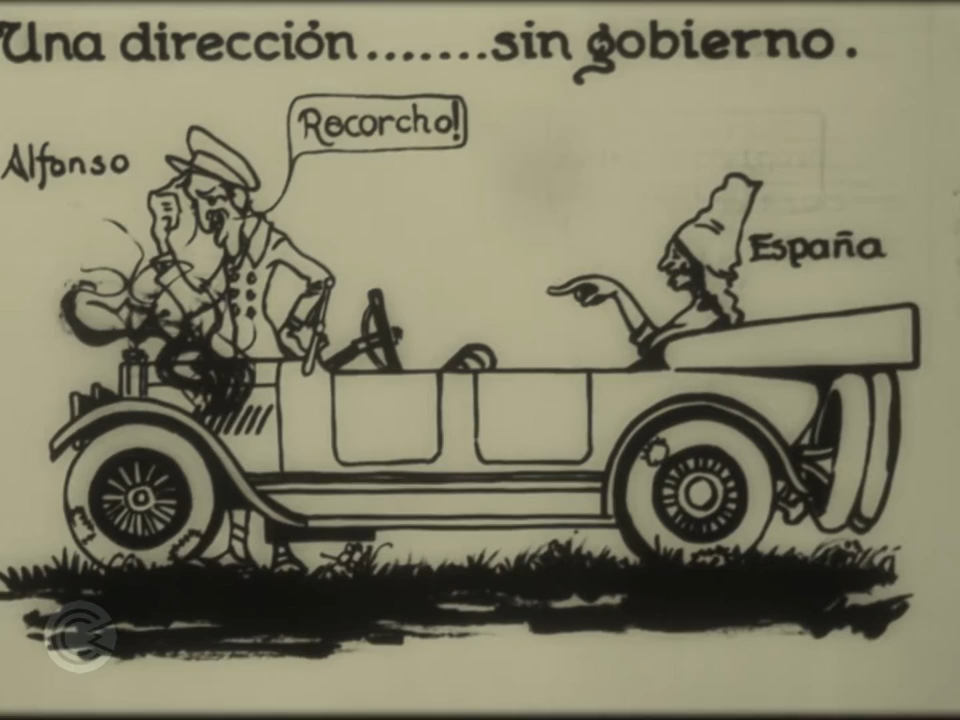 Una dirección.......sin gobierno.
Recorcho!
Alfonso
España